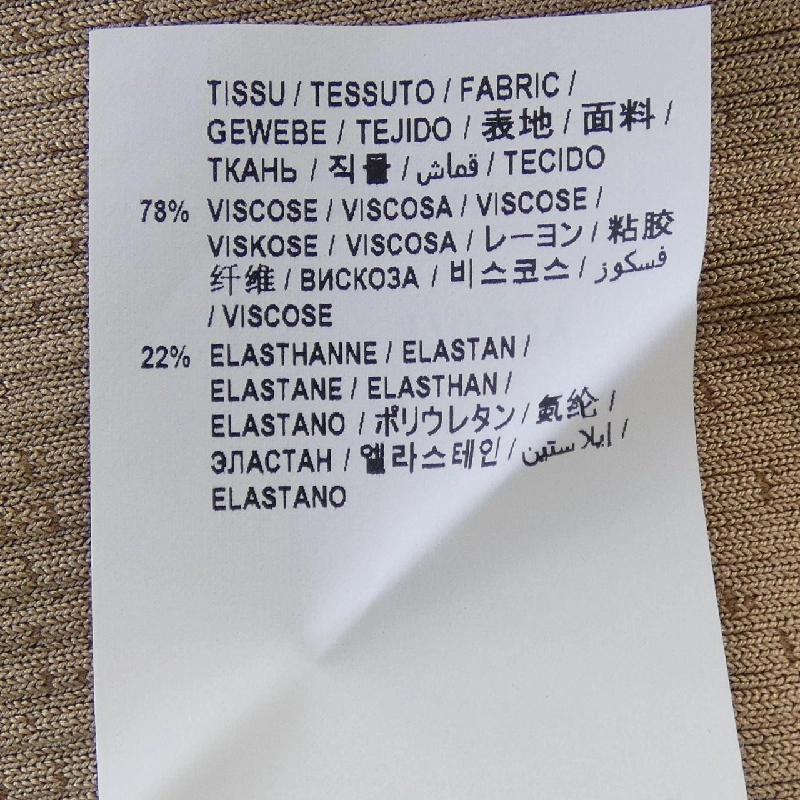 TISSU / TESSUTO / FABRIC /
GEWEBE / TEJIDO / 表地 / 面料 /
ТКАНЬ / 직물 / قماش / TECIDO
78% VISCOSE / VISCOSA / VISCOSE /
VISKOSE / VISCOSA / レーヨン / 粘胶
纤维 / ВИСКОЗА / 비스코스 / فسكوز
/ VISCOSE
22% ELASTHANNE / ELASTAN /
ELASTANE / ELASTHAN /
ELASTANO / ポリウレタン / 氨纶 /
ЭЛАСТАН / 엘라스테인 / إيلاستين /
ELASTANO